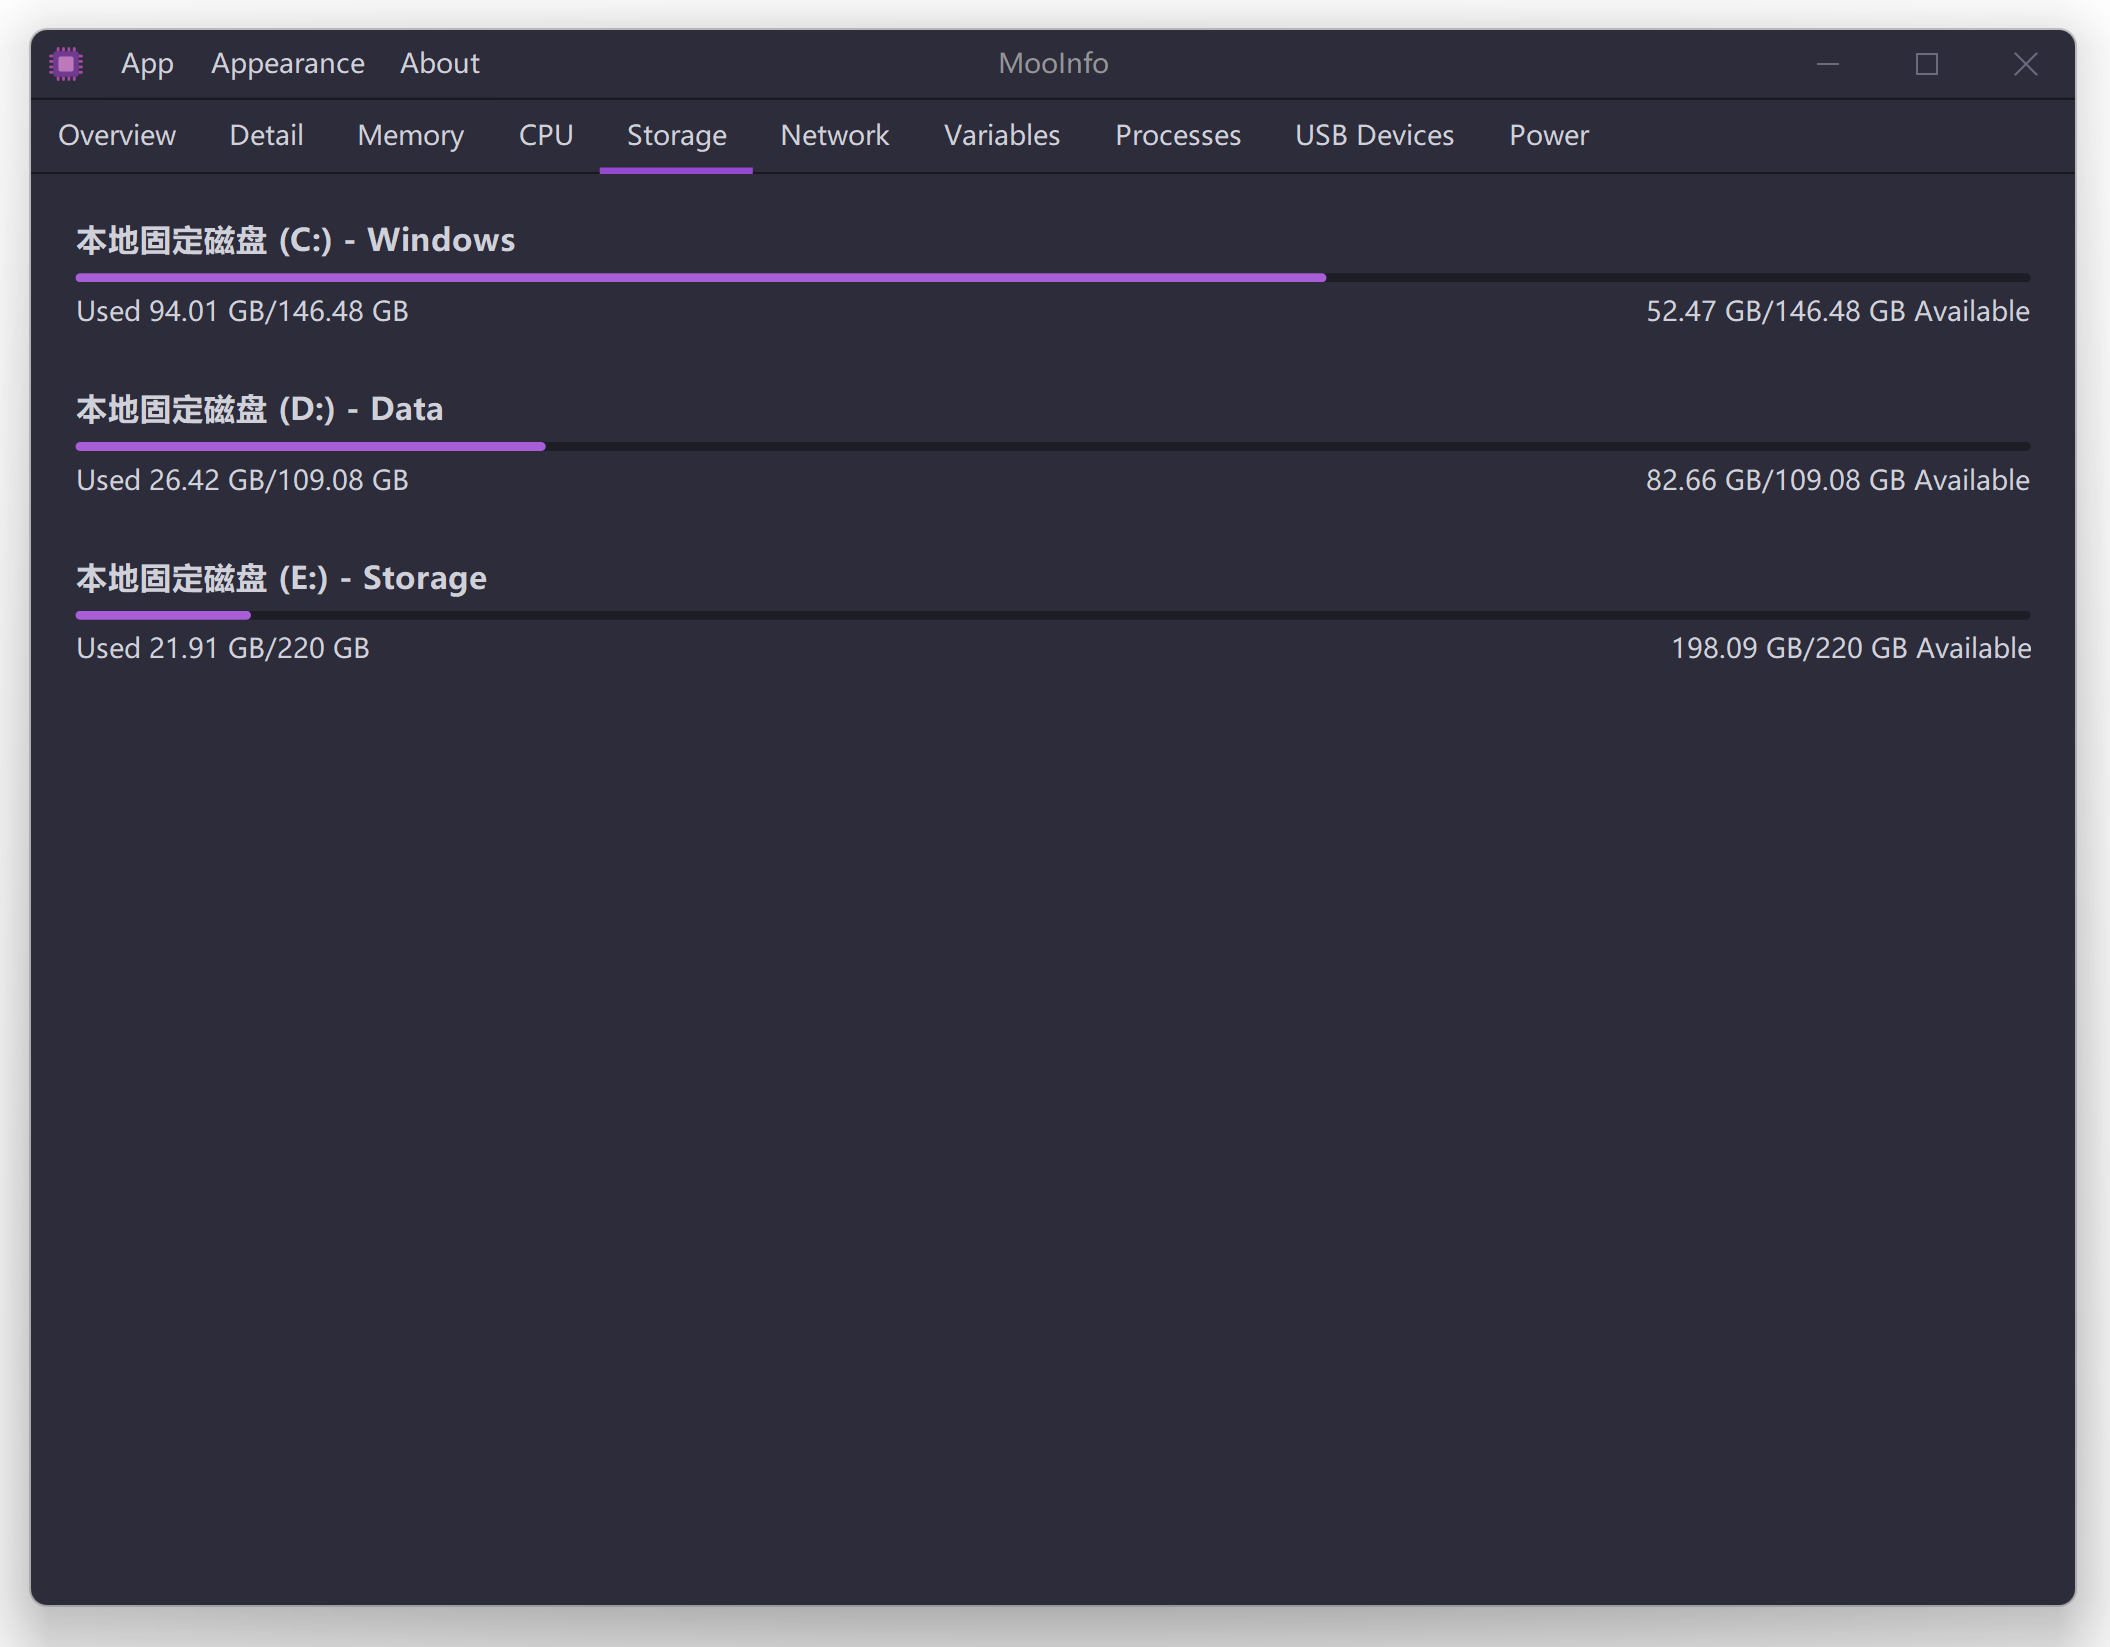 App Appearance About MooInfo
Overview Detail Memory CPU Storage Network Variables Processes USB Devices Power
本地固定磁盘 (C:) - Windows
Used 94.01 GB/146.48 GB 52.47 GB/146.48 GB Available
本地固定磁盘 (D:) - Data
Used 26.42 GB/109.08 GB 82.66 GB/109.08 GB Available
本地固定磁盘 (E:) - Storage
Used 21.91 GB/220 GB 198.09 GB/220 GB Available